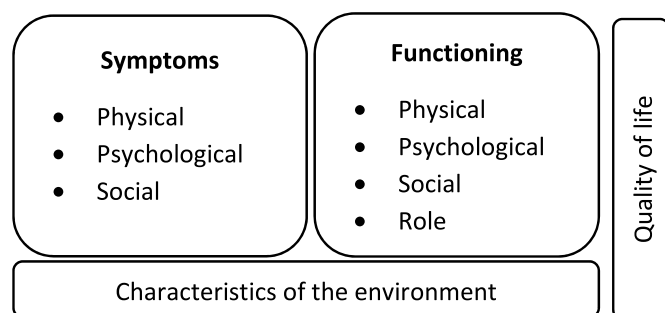 Symptoms
• Physical
• Psychological
• Social
Functioning
• Physical
• Psychological
• Social
• Role
Quality of life
Characteristics of the environment